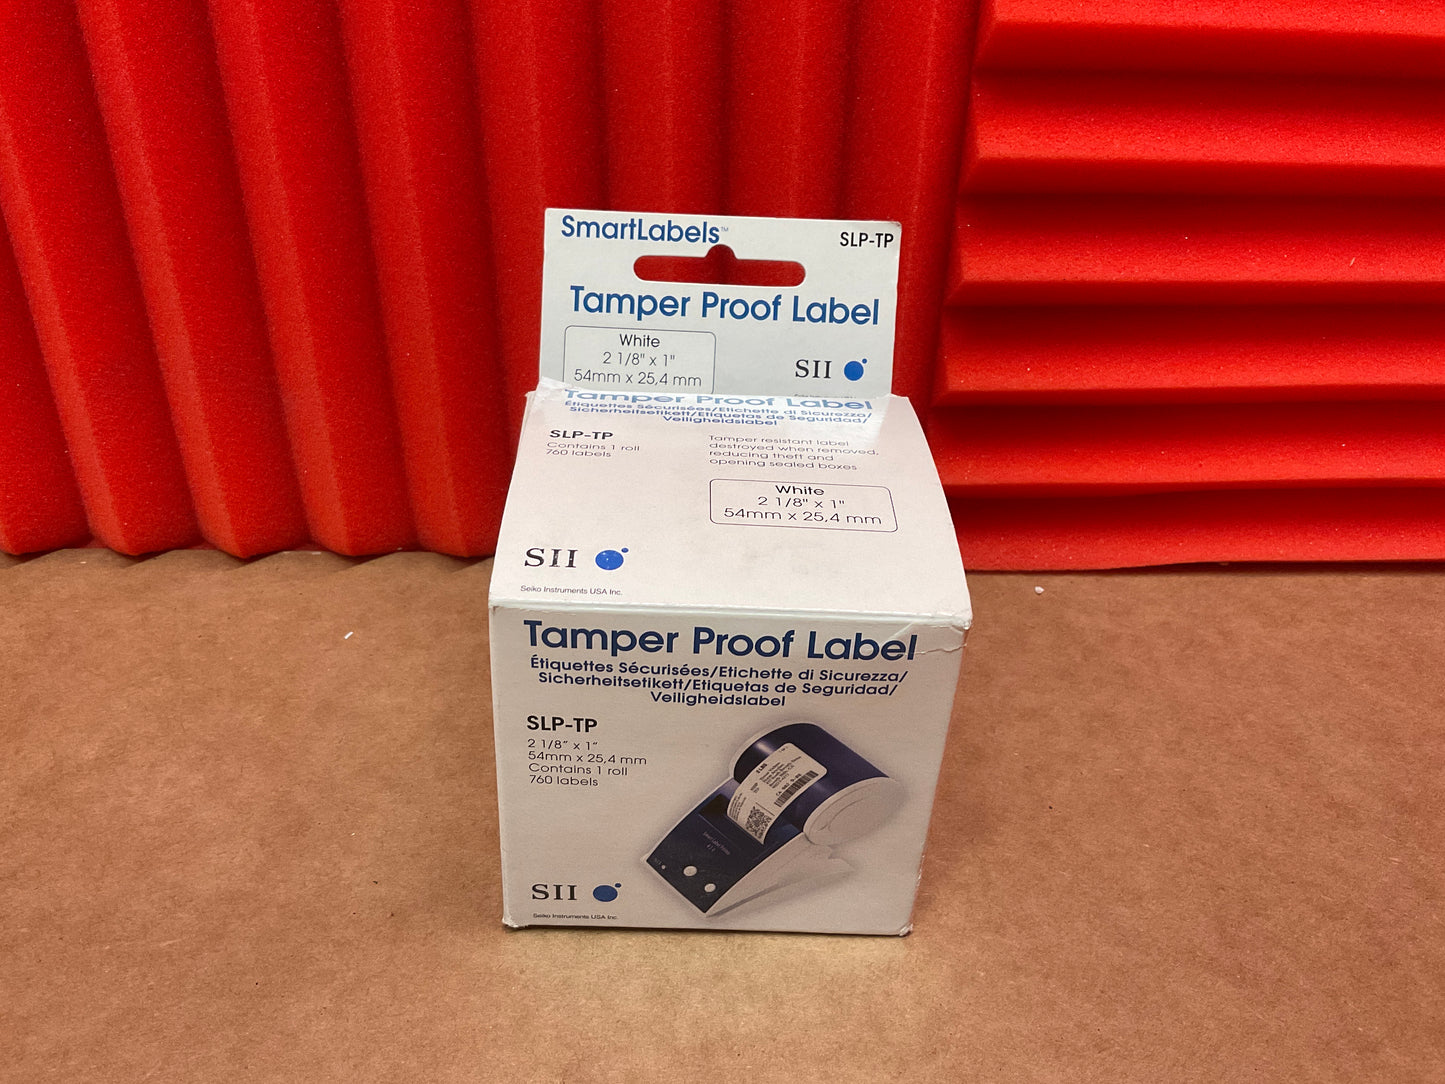 SmartLabels™
SLP-TP
Tamper Proof Label
White
2 1/8" x 1"
54mm x 25,4 mm
SII
Tamper Proof Label
Étiquettes Sécurisées/Etichette di Sicurezza/
Sicherheitsetikett/Etiquetas de Seguridad/
Veiligheidslabel
SLP-TP
Contains 1 roll
760 labels
Tamper resistant label
destroyed when removed,
reducing theft and
opening sealed boxes
White
2 1/8" x 1"
54mm x 25,4 mm
SII
Seiko Instruments USA Inc.
Tamper Proof Label
Étiquettes Sécurisées/Etichette di Sicurezza/
Sicherheitsetikett/Etiquetas de Seguridad/
Veiligheidslabel
SLP-TP
2 1/8" x 1"
54mm x 25,4 mm
Contains 1 roll
760 labels
SII
Seiko Instruments USA Inc.